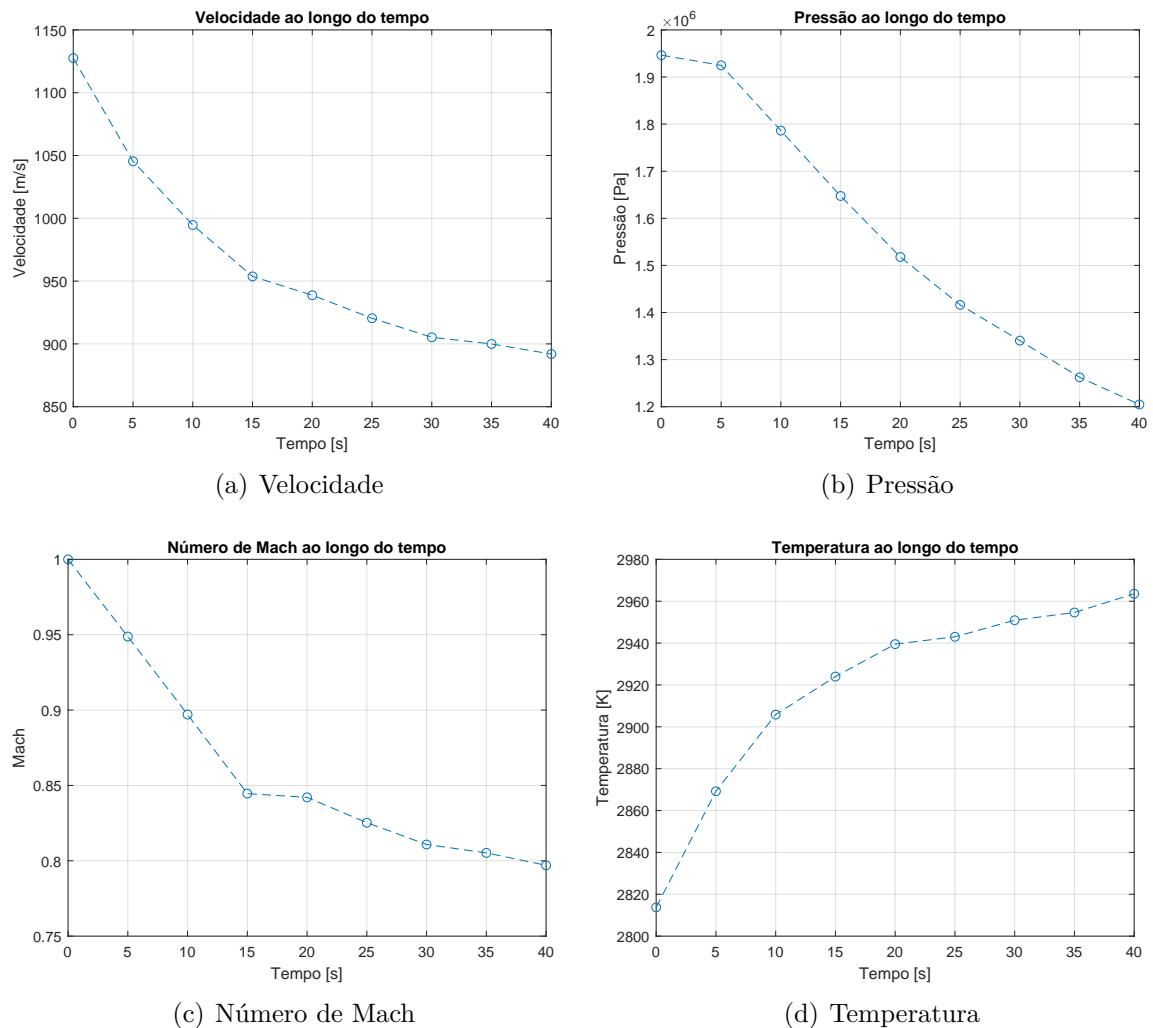 Velocidade ao longo do tempo
1150
1100
1050
1000
950
900
850
Velocidade [m/s]
0 5 10 15 20 25 30 35 40
Tempo [s]
(a) Velocidade
Pressão ao longo do tempo
×10^6
2
1.9
1.8
1.7
1.6
1.5
1.4
1.3
1.2
Pressão [Pa]
0 5 10 15 20 25 30 35 40
Tempo [s]
(b) Pressão
Número de Mach ao longo do tempo
1
0.95
0.9
0.85
0.8
0.75
Mach
0 5 10 15 20 25 30 35 40
Tempo [s]
(c) Número de Mach
Temperatura ao longo do tempo
2980
2960
2940
2920
2900
2880
2860
2840
2820
2800
Temperatura [K]
0 5 10 15 20 25 30 35 40
Tempo [s]
(d) Temperatura